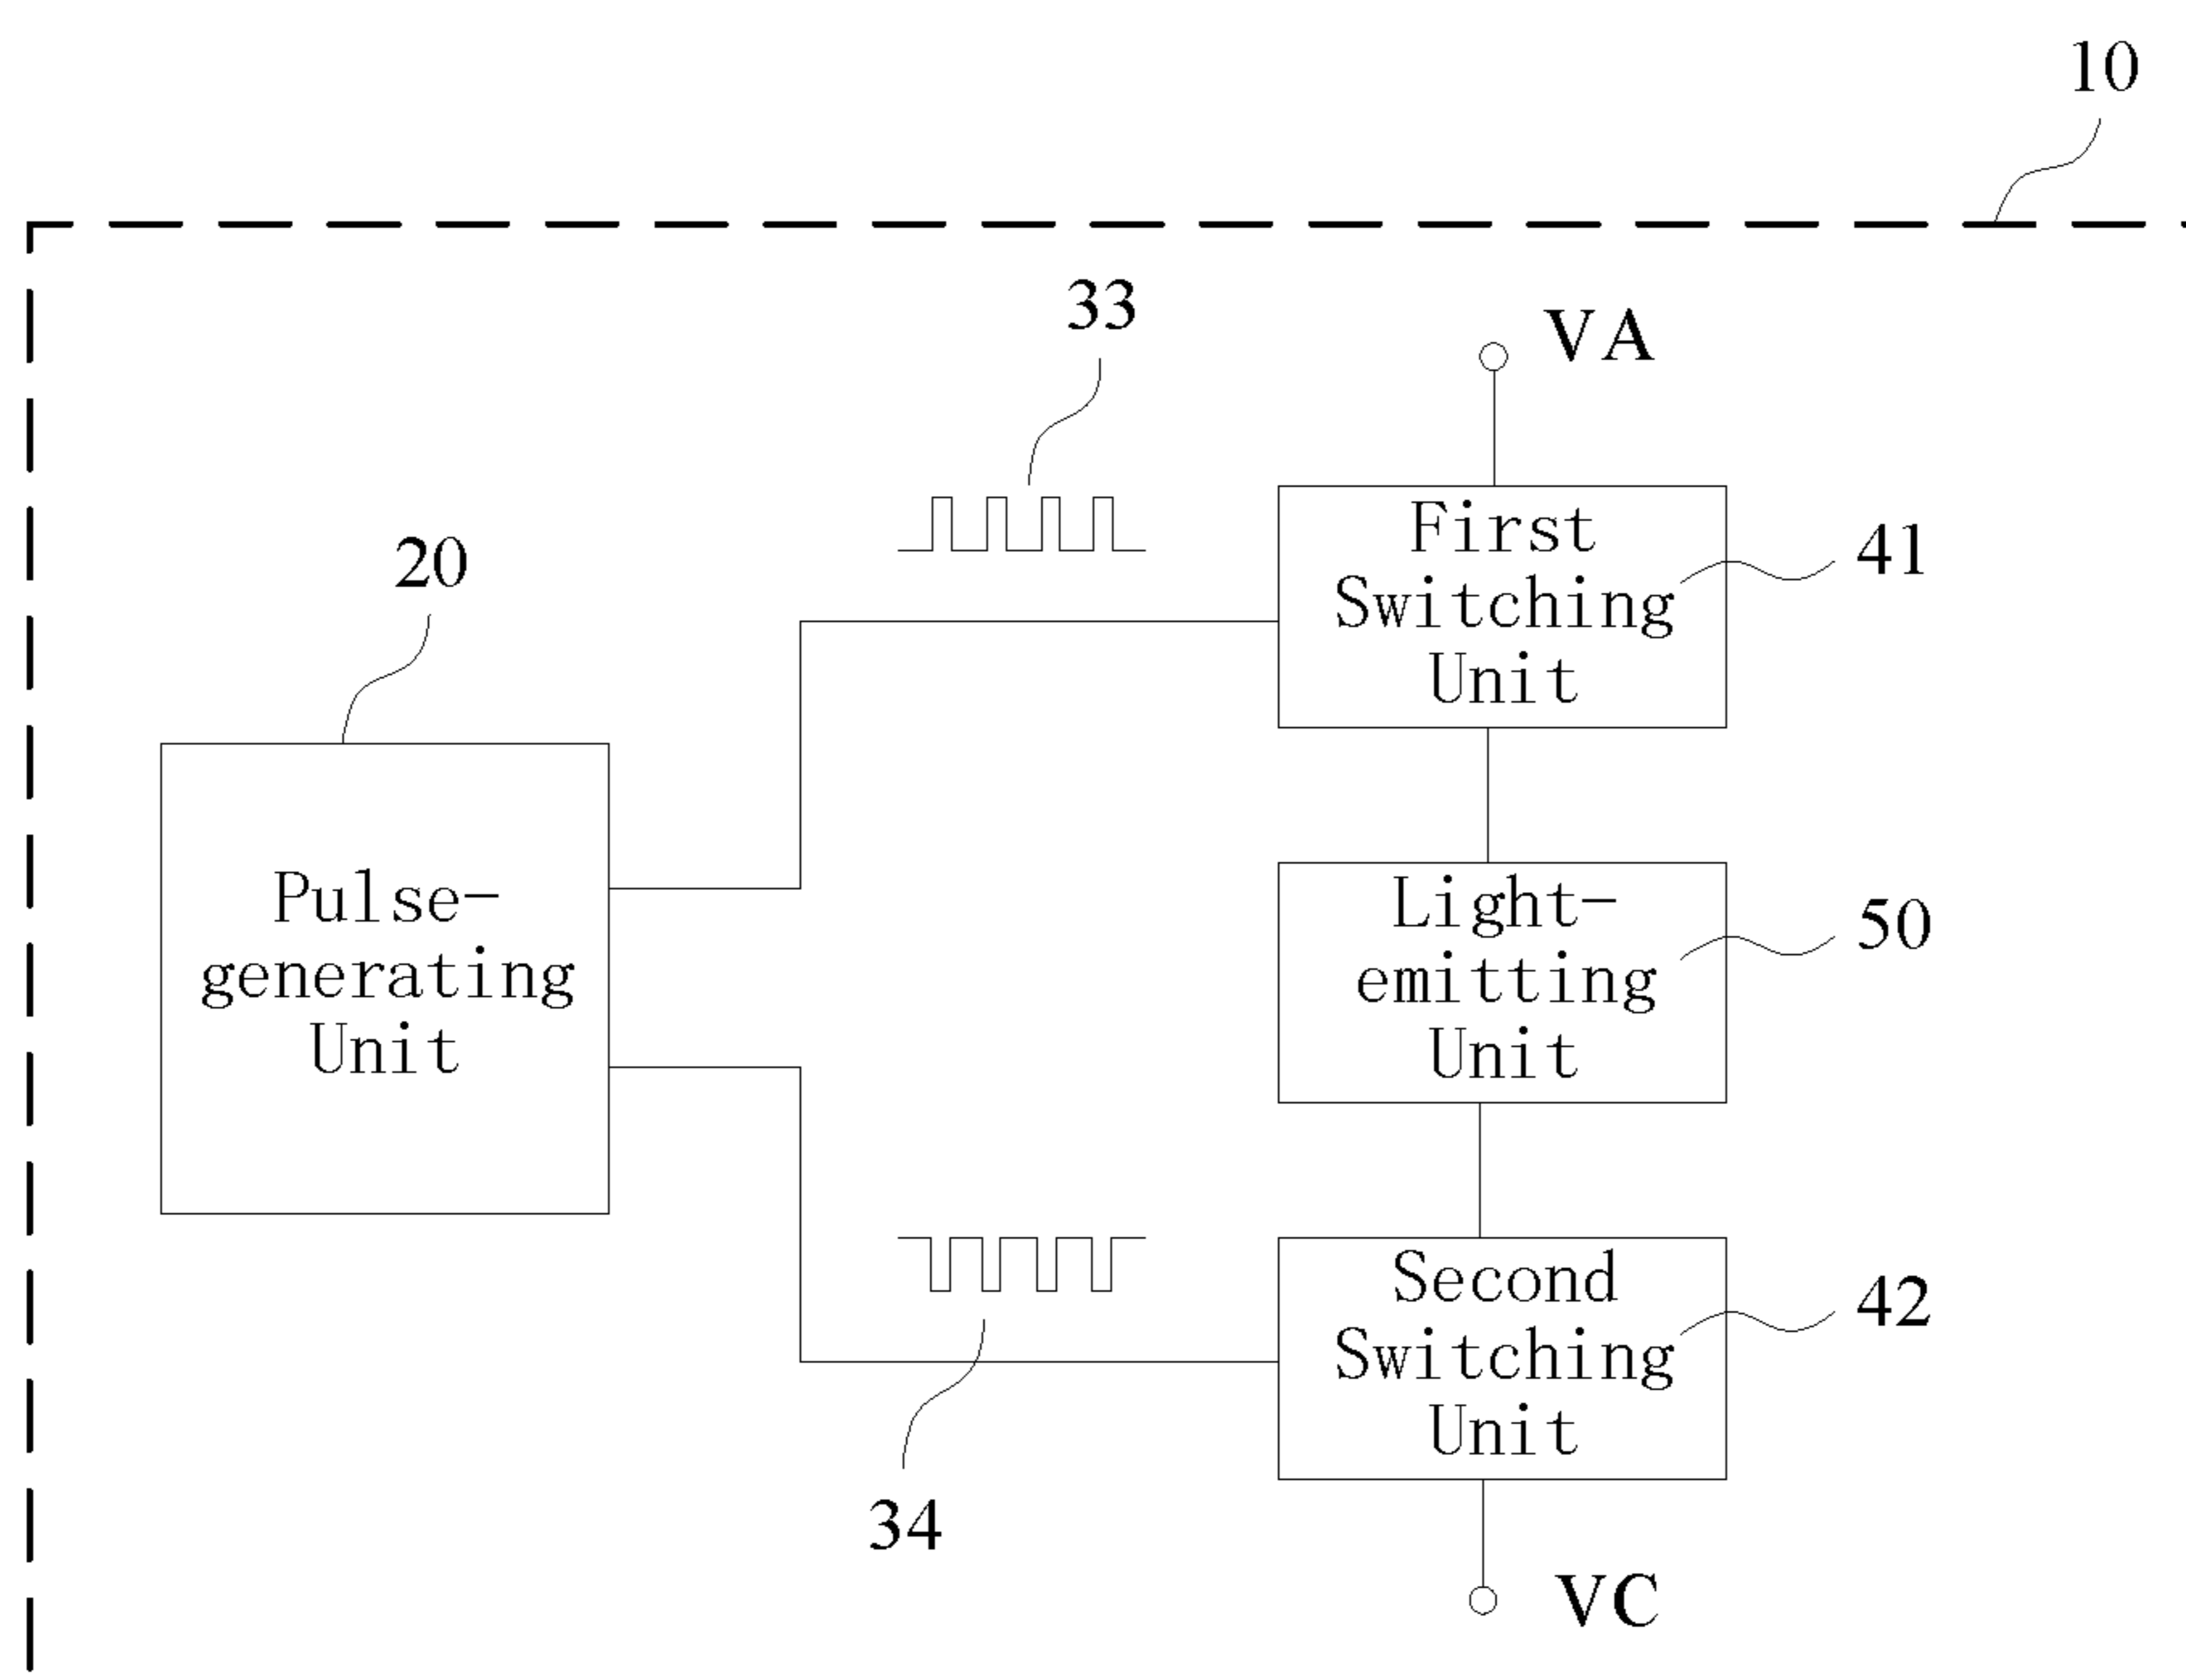 10
33
VA
20
First
Switching
Unit
41
Pulse-
generating
Unit
Light-
emitting
Unit
50
Second
Switching
Unit
42
34
VC